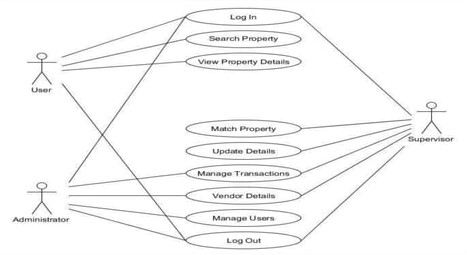 Log In
Search Property
View Property Details
User
Match Property
Supervisor
Update Details
Manage Transactions
Vendor Details
Administrator
Manage Users
Log Out